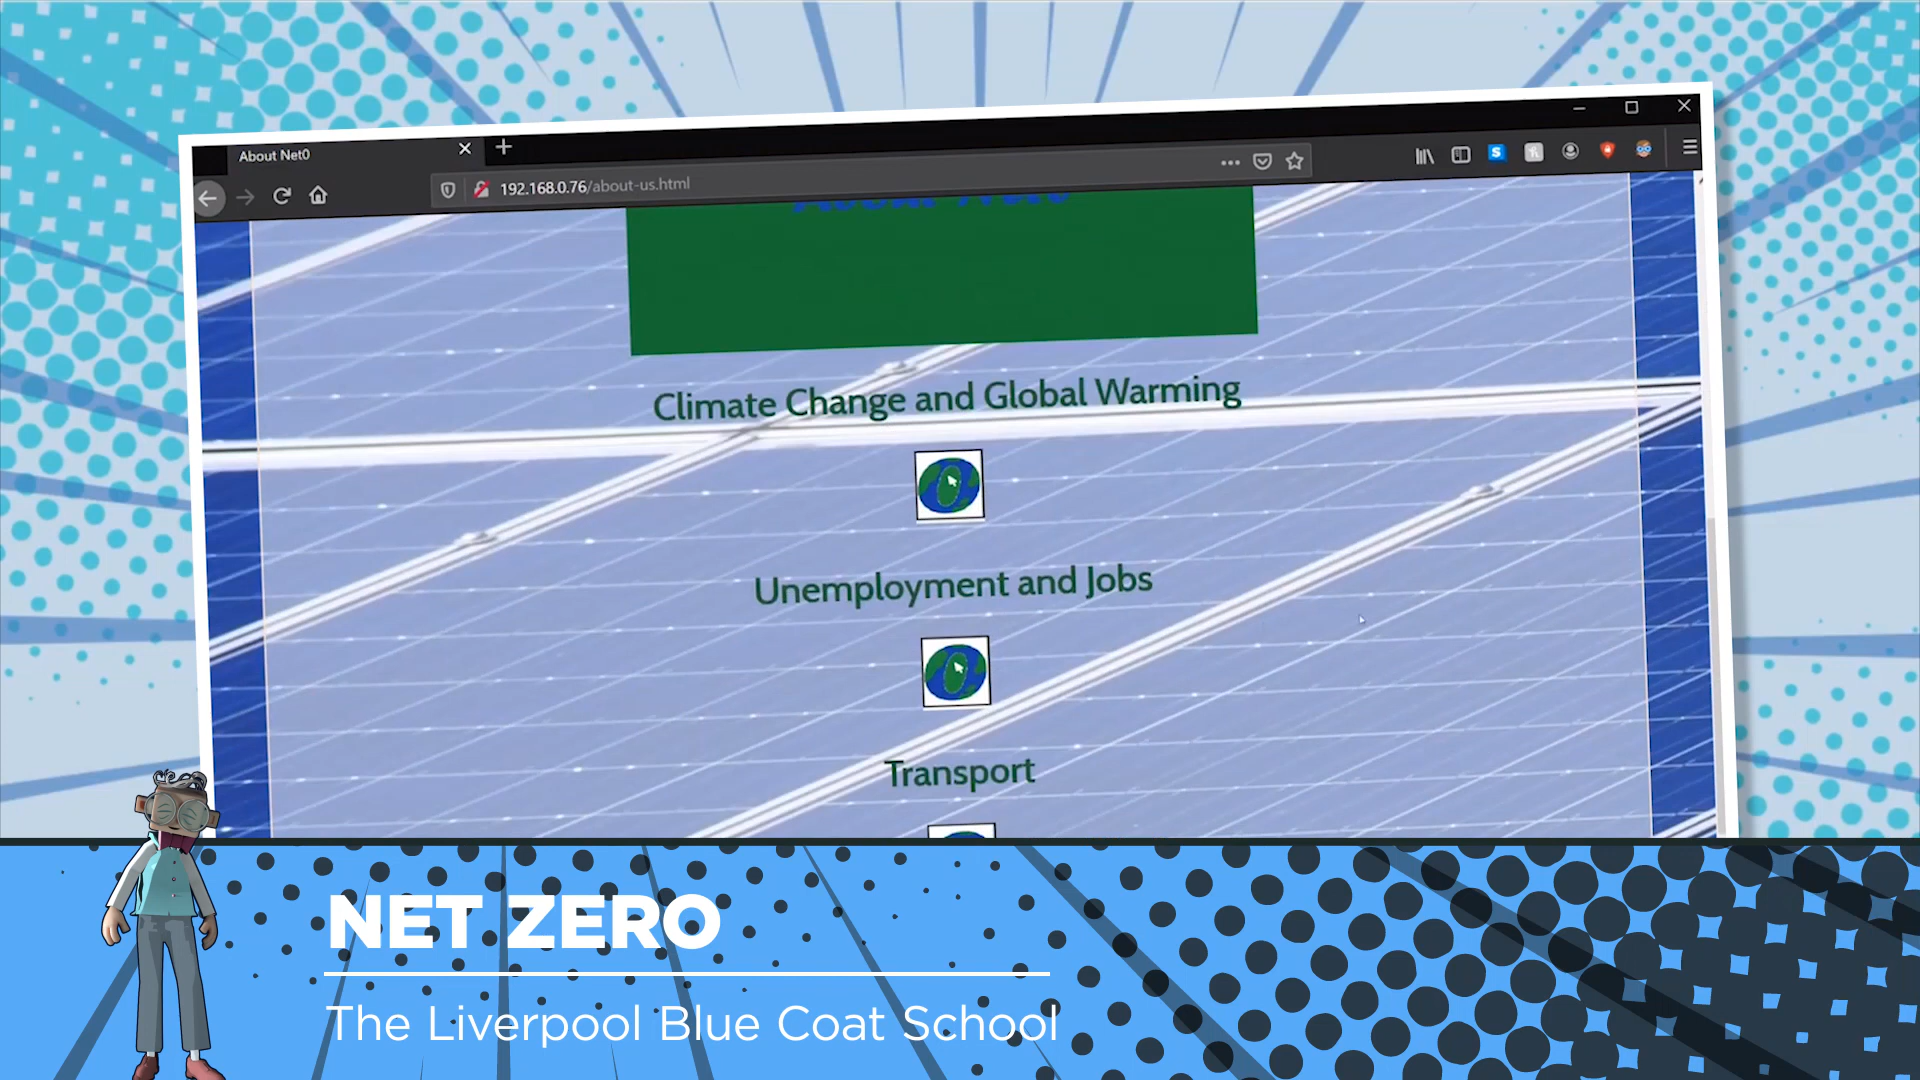 About Net0
192.168.0.76/about-us.html
Climate Change and Global Warming
Unemployment and Jobs
Transport
NET ZERO
The Liverpool Blue Coat School